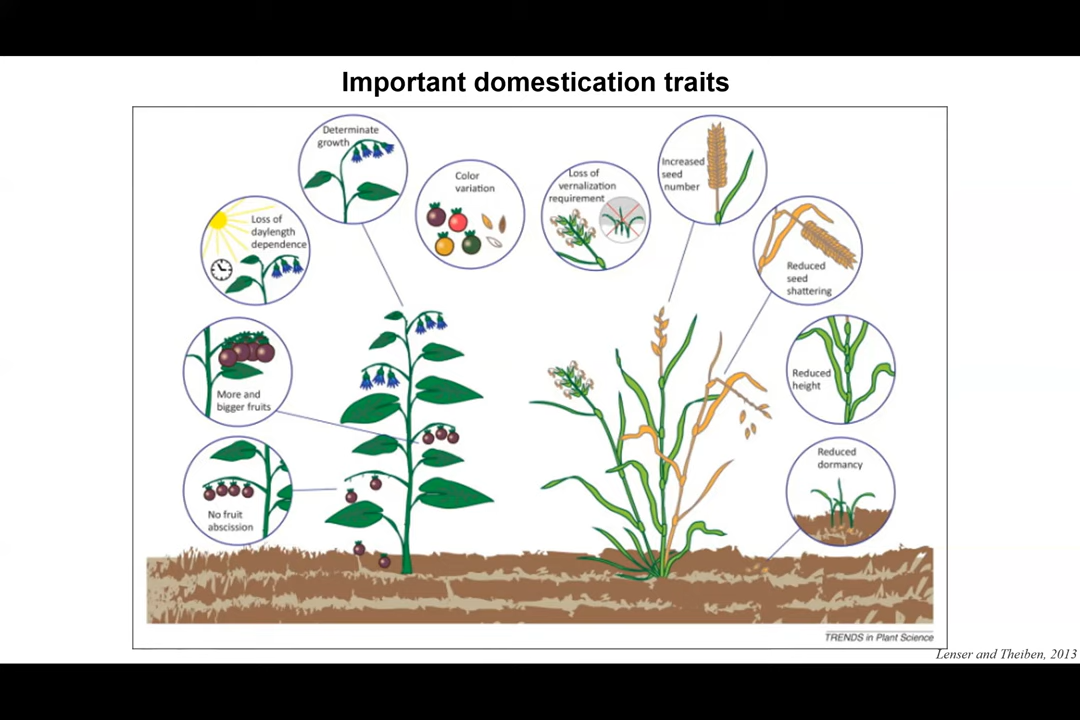 Important domestication traits
Determinate
growth
Color
variation
Loss of
vernalization
requirement
Increased
seed
number
Loss of
daylength
dependence
Reduced
seed
shattering
More and
bigger fruits
Reduced
height
No fruit
abscission
Reduced
dormancy
TRENDS in Plant Science
Lenser and Theiben, 2013